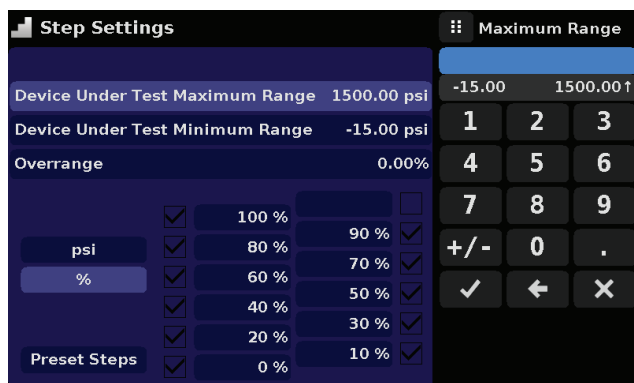 Step Settings
Maximum Range
Device Under Test Maximum Range 1500.00 psi
Device Under Test Minimum Range -15.00 psi
Overrange 0.00%
psi
%
Preset Steps
100 %
80 %
60 %
40 %
20 %
0 %
90 %
70 %
50 %
30 %
10 %
-15.00 1500.00↑
1 2 3
4 5 6
7 8 9
+/- 0 .